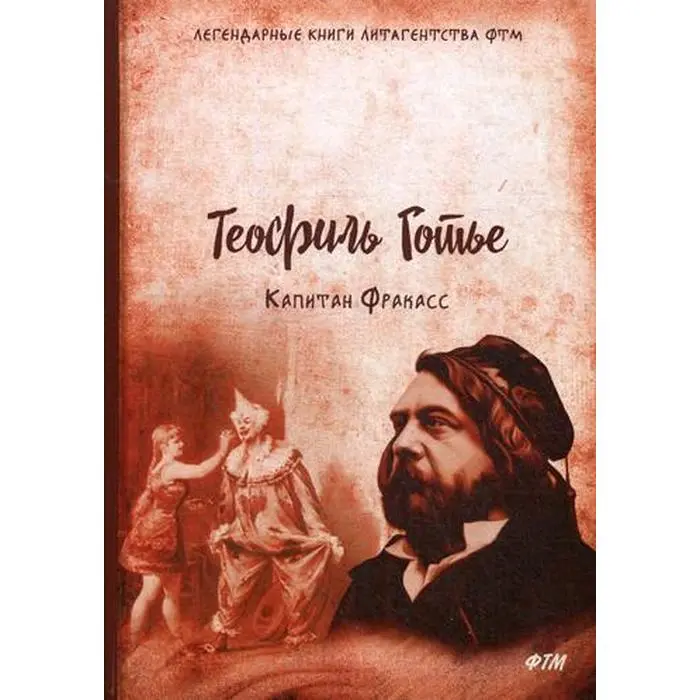 ЛЕГЕНДАРНЫЕ КНИГИ ЛИТАГЕНТСТВА ФТМ
Теофиль Готье
Капитан Фракасс
ФТМ